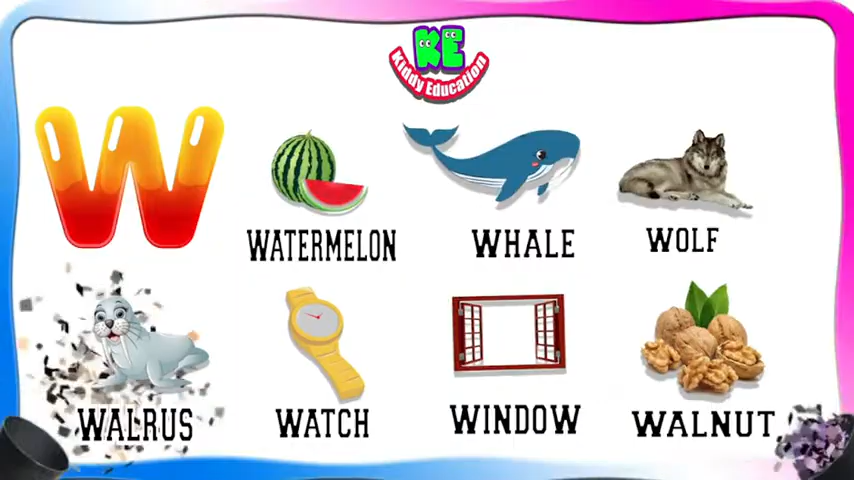 KE
Kiddy Education
W
WATERMELON
WHALE
WOLF
WALRUS
WATCH
WINDOW
WALNUT